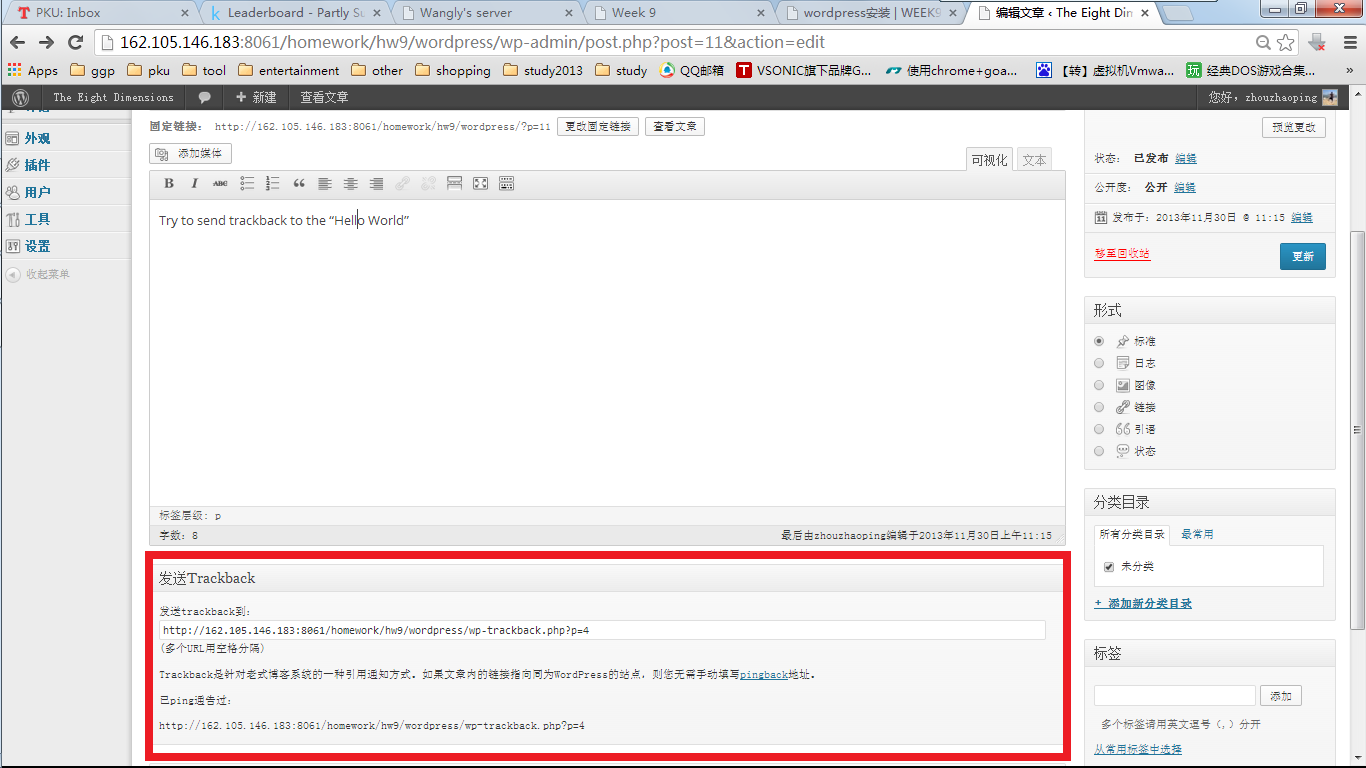 PKU: Inbox
Leaderboard - Partly Su
Wangly's server
Week 9
wordpress安装 | WEEK9
编辑文章 ‹ The Eight Dim
162.105.146.183:8061/homework/hw9/wordpress/wp-admin/post.php?post=11&action=edit
Apps ggp pku tool entertainment other shopping study2013 study QQ邮箱 VSONIC旗下品牌G... 使用chrome+goa... 【转】虚拟机Vmwa... 经典DOS游戏合集... »
The Eight Dimensions + 新建 查看文章 您好, zhouzhaoping
外观
插件
用户
工具
设置
收起菜单
固定链接: http://162.105.146.183:8061/homework/hw9/wordpress/?p=11 更改固定链接 查看文章
添加媒体
可视化 文本
B I ABC
Try to send trackback to the “Hello World”
标签层级: p
字数: 8 最后由zhouzhaoping编辑于2013年11月30日上午11:15
发送Trackback
发送trackback到:
http://162.105.146.183:8061/homework/hw9/wordpress/wp-trackback.php?p=4
(多个URL用空格分隔)
Trackback是针对老式博客系统的一种引用通知方式. 如果文章内的链接指向同为WordPress的站点, 则您无需手动填写pingback地址.
已ping通告过:
http://162.105.146.183:8061/homework/hw9/wordpress/wp-trackback.php?p=4
预览更改
状态: 已发布 编辑
公开度: 公开 编辑
发布于: 2013年11月30日 @ 11:15 编辑
移至回收站 更新
形式
标准
日志
图像
链接
引语
状态
分类目录
所有分类目录 最常用
未分类
+ 添加新分类目录
标签
添加
多个标签请用英文逗号 (,) 分开
从常用标签中选择